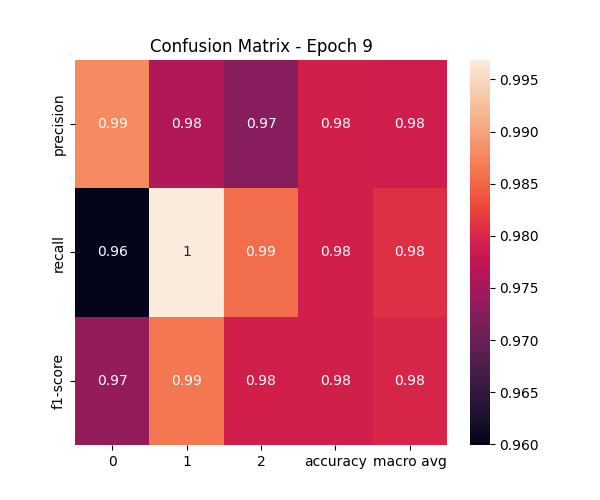 Confusion Matrix - Epoch 9
precision 0.99 0.98 0.97 0.98 0.98
recall 0.96 1 0.99 0.98 0.98
f1-score 0.97 0.99 0.98 0.98 0.98
0 1 2 accuracy macro avg
0.995
0.990
0.985
0.980
0.975
0.970
0.965
0.960